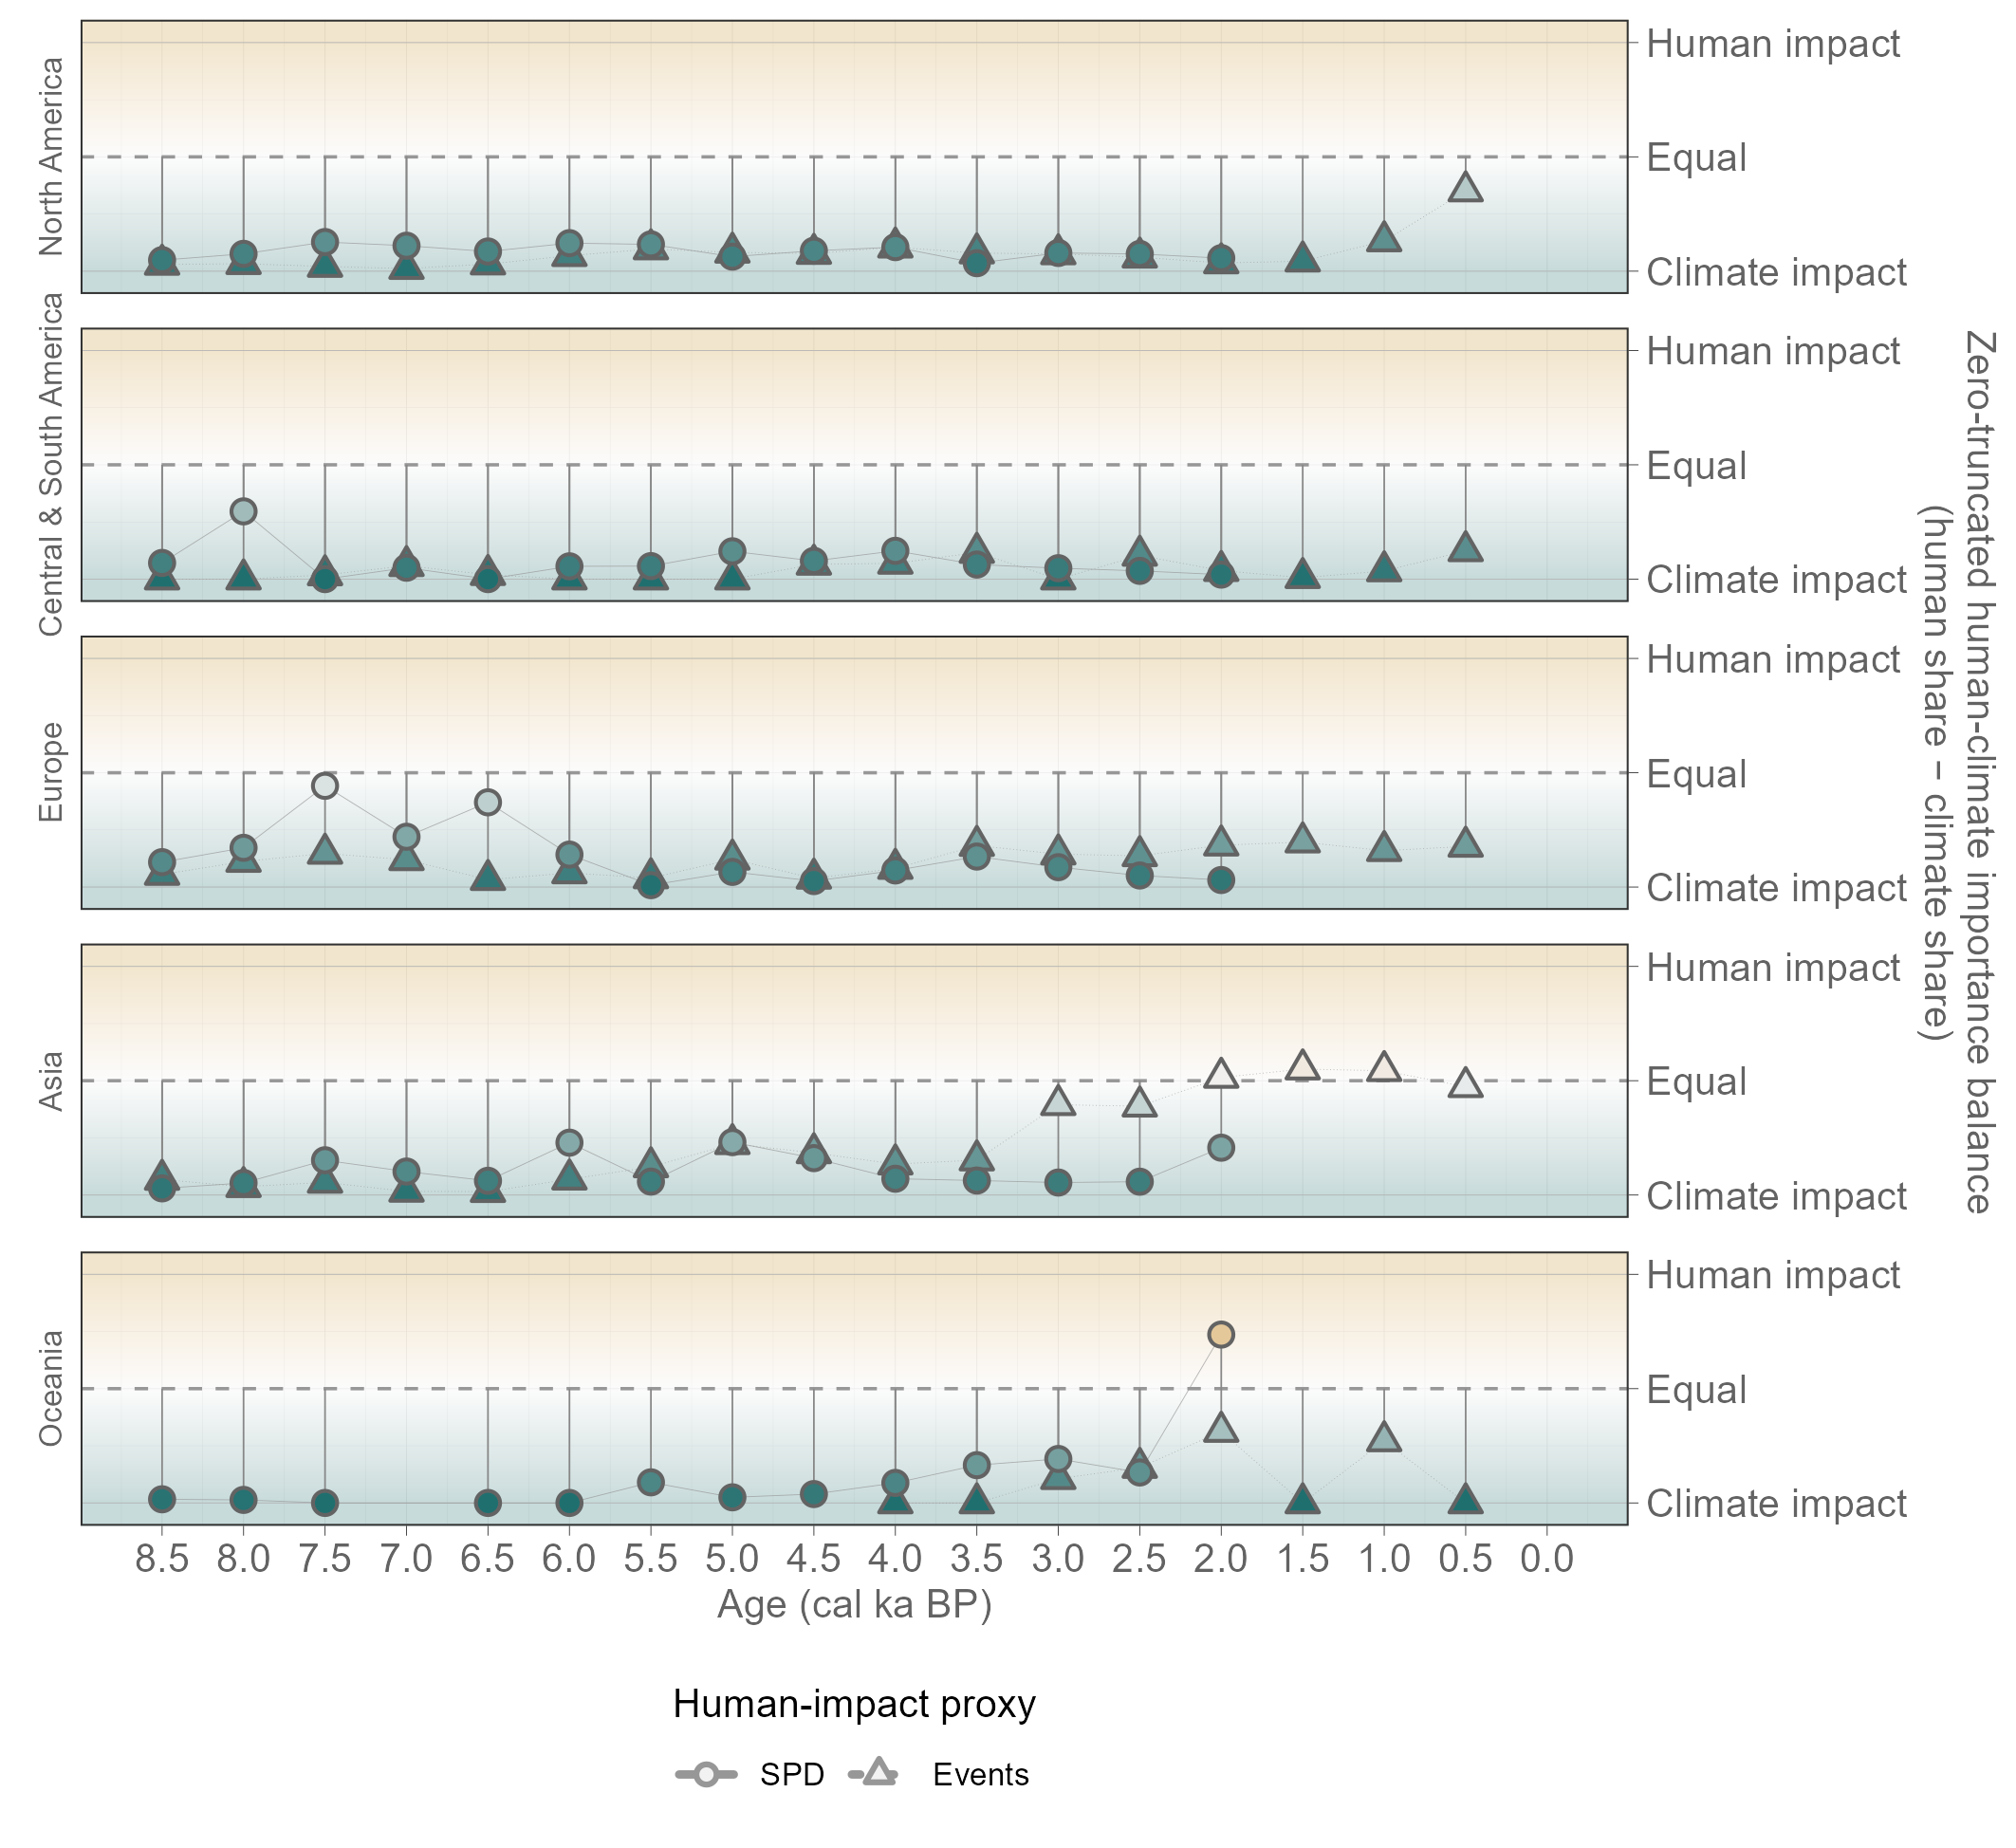 North America
Human impact
Equal
Climate impact
Central & South America
Human impact
Equal
Climate impact
Europe
Human impact
Equal
Climate impact
Asia
Human impact
Equal
Climate impact
Oceania
Human impact
Equal
Climate impact
Zero-truncated human-climate importance balance
(human share – climate share)
8.5 8.0 7.5 7.0 6.5 6.0 5.5 5.0 4.5 4.0 3.5 3.0 2.5 2.0 1.5 1.0 0.5 0.0
Age (cal ka BP)
Human-impact proxy
SPD Events